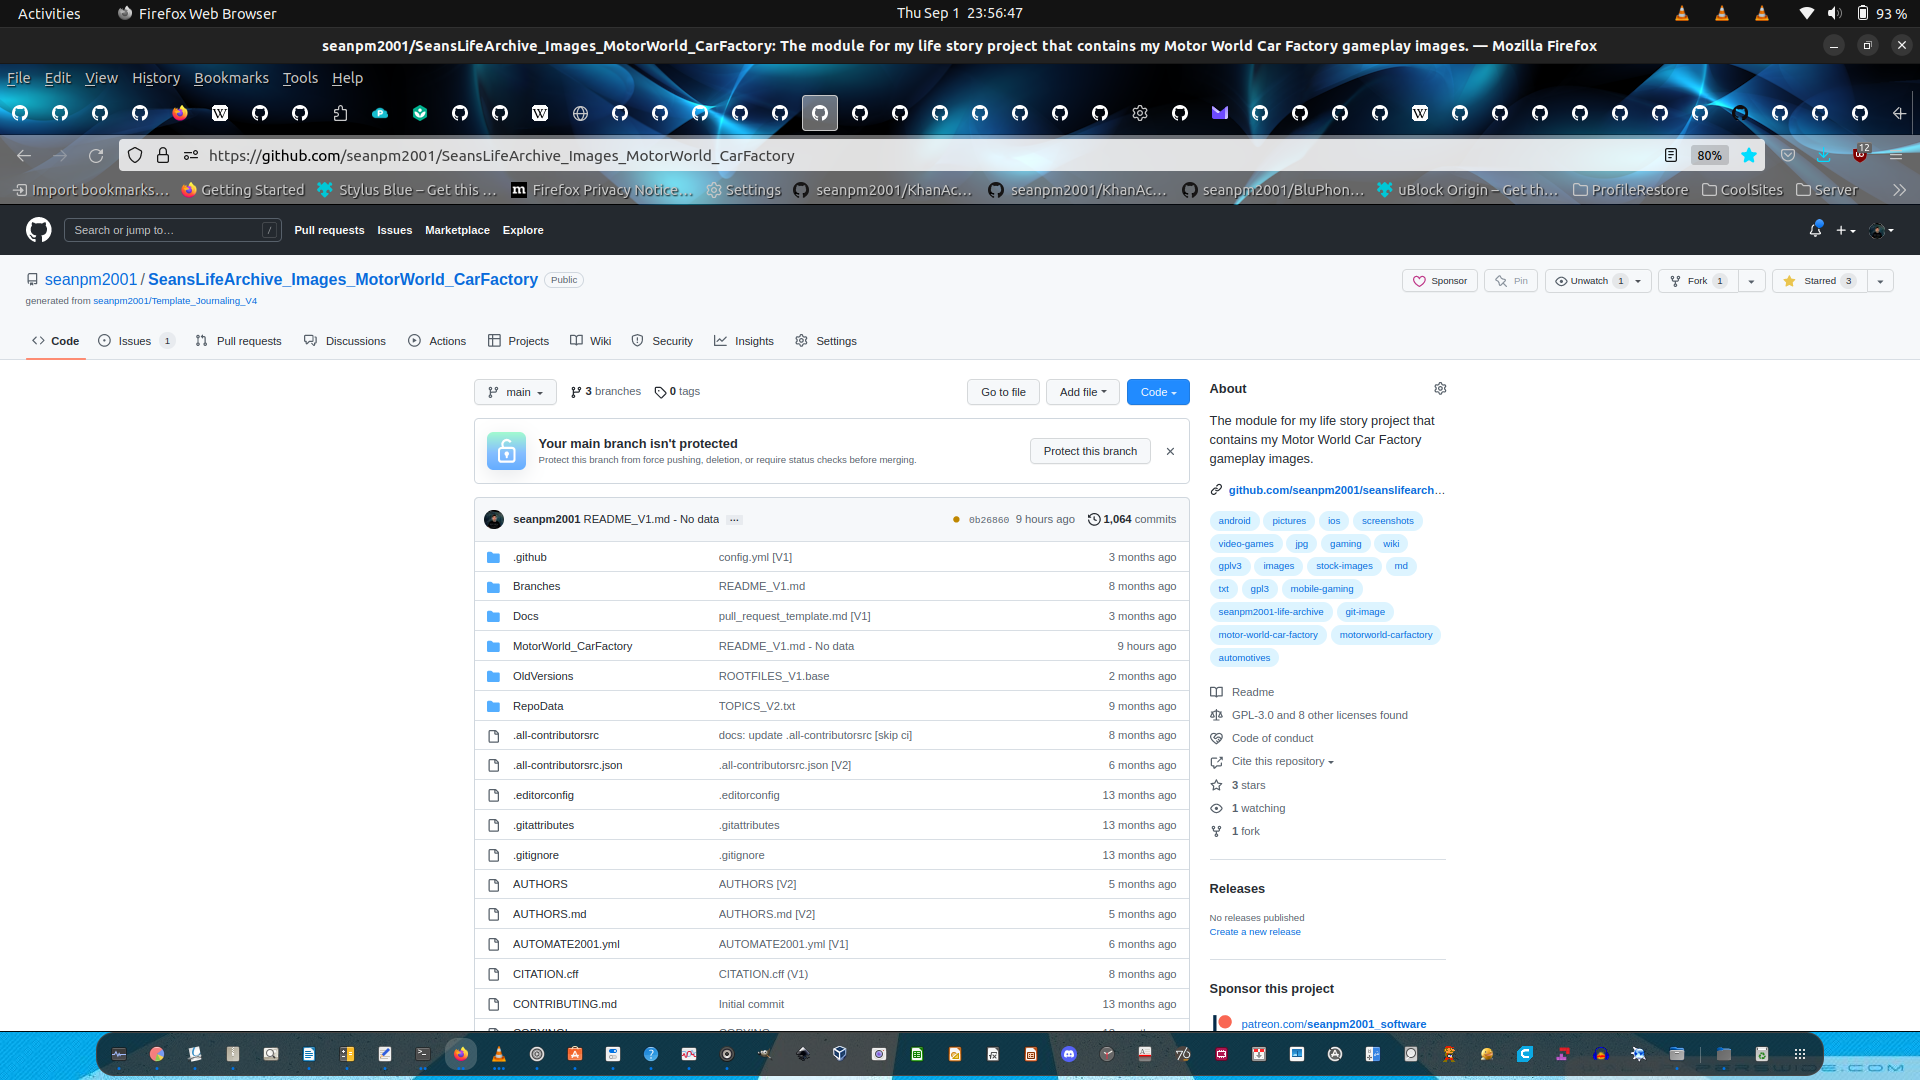 Activities
Firefox Web Browser
Thu Sep 1 23:56:47
93 %
seanpm2001/SeansLifeArchive_Images_MotorWorld_CarFactory: The module for my life story project that contains my Motor World Car Factory gameplay images. — Mozilla Firefox
File Edit View History Bookmarks Tools Help
https://github.com/seanpm2001/SeansLifeArchive_Images_MotorWorld_CarFactory
80%
12
Import bookmarks…
Getting Started
Stylus Blue – Get this …
Firefox Privacy Notice…
Settings
seanpm2001/KhanAc…
seanpm2001/KhanAc…
seanpm2001/BluPhon…
uBlock Origin – Get th…
ProfileRestore
CoolSites
Server
Search or jump to…
/
Pull requests
Issues
Marketplace
Explore
seanpm2001 / SeansLifeArchive_Images_MotorWorld_CarFactory Public
generated from seanpm2001/Template_Journaling_V4
Sponsor
Pin
Unwatch 1
Fork 1
Starred 3
Code
Issues 1
Pull requests
Discussions
Actions
Projects
Wiki
Security
Insights
Settings
main
3 branches
0 tags
Go to file
Add file
Code
Your main branch isn't protected
Protect this branch from force pushing, deletion, or require status checks before merging.
Protect this branch
seanpm2001 README_V1.md - No data …
0b26860 9 hours ago
1,064 commits
.github config.yml [V1] 3 months ago
Branches README_V1.md 8 months ago
Docs pull_request_template.md [V1] 3 months ago
MotorWorld_CarFactory README_V1.md - No data 9 hours ago
OldVersions ROOTFILES_V1.base 2 months ago
RepoData TOPICS_V2.txt 9 months ago
.all-contributorsrc docs: update .all-contributorsrc [skip ci] 8 months ago
.all-contributorsrc.json .all-contributorsrc.json [V2] 6 months ago
.editorconfig .editorconfig 13 months ago
.gitattributes .gitattributes 13 months ago
.gitignore .gitignore 13 months ago
AUTHORS AUTHORS [V2] 5 months ago
AUTHORS.md AUTHORS.md [V2] 5 months ago
AUTOMATE2001.yml AUTOMATE2001.yml [V1] 6 months ago
CITATION.cff CITATION.cff (V1) 8 months ago
CONTRIBUTING.md Initial commit 13 months ago
About
The module for my life story project that
contains my Motor World Car Factory
gameplay images.
github.com/seanpm2001/seanslifearch…
android pictures ios screenshots
video-games jpg gaming wiki
gplv3 images stock-images md
txt gpl3 mobile-gaming
seanpm2001-life-archive git-image
motor-world-car-factory motorworld-carfactory
automotives
Readme
GPL-3.0 and 8 other licenses found
Code of conduct
Cite this repository
3 stars
1 watching
1 fork
Releases
No releases published
Create a new release
Sponsor this project
patreon.com/seanpm2001_software